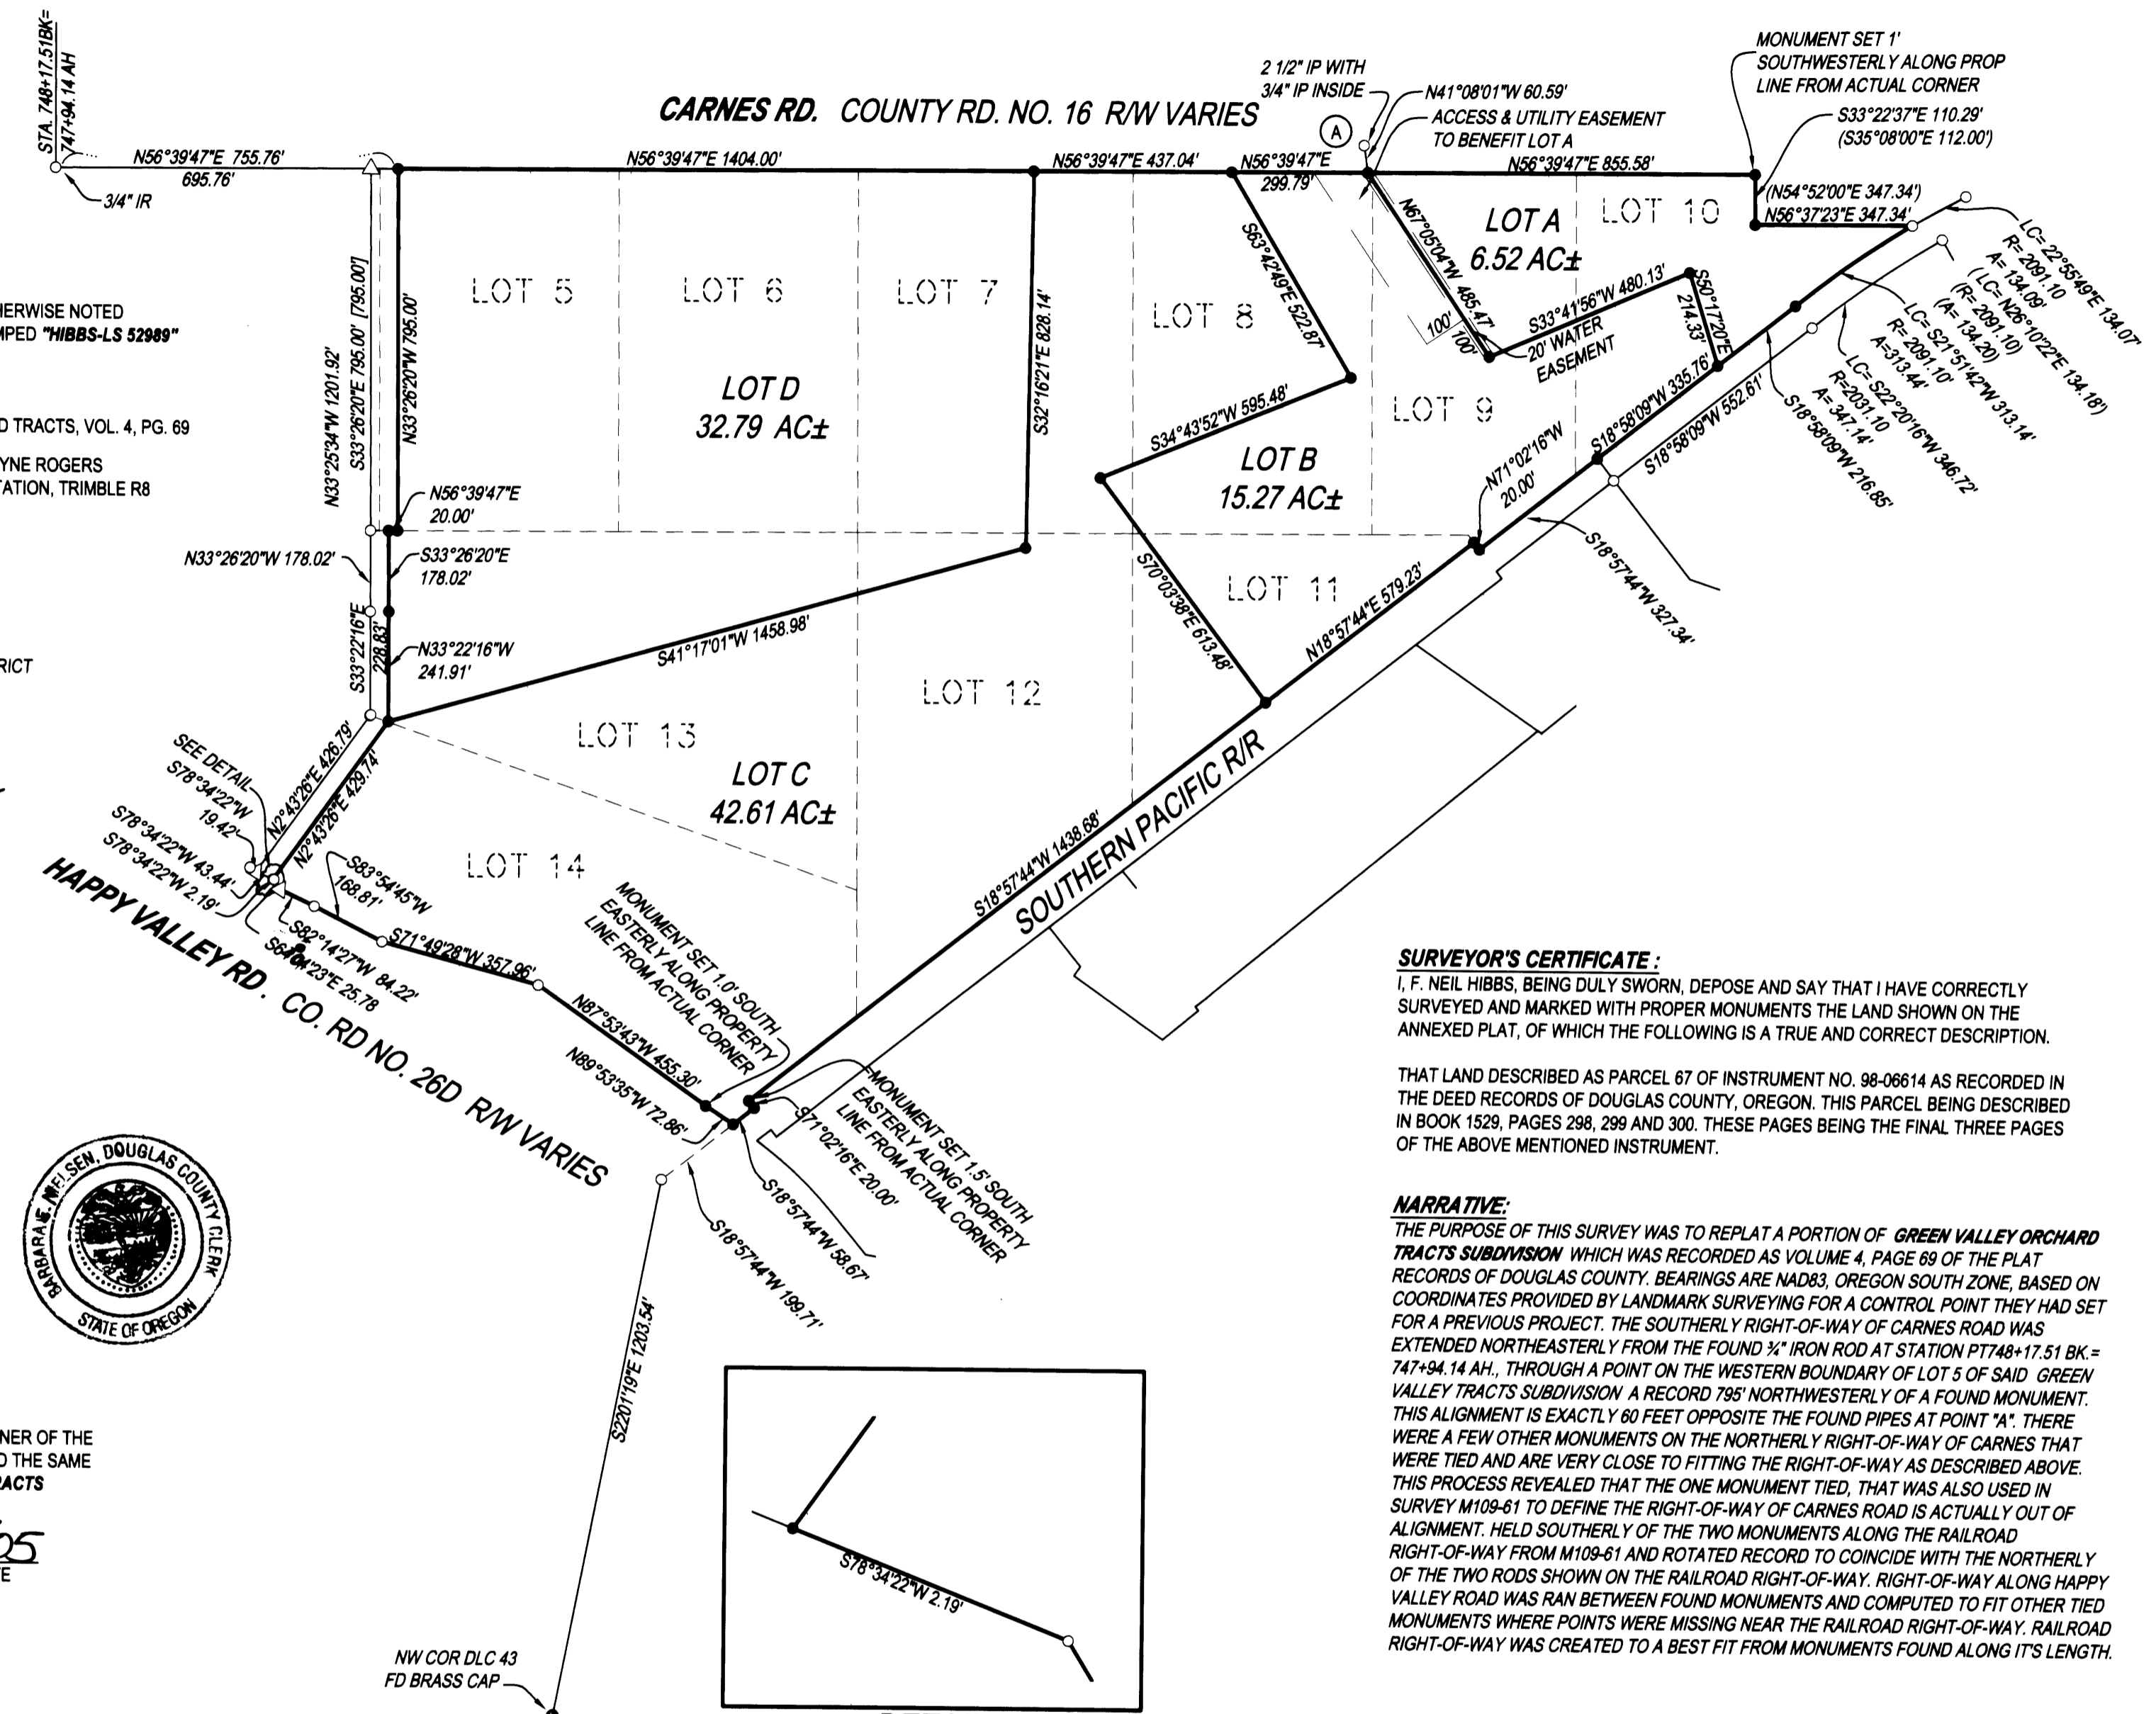 STA. 748+17.51BK=
747+94.14 AH
N56°39'47"E 755.76'
695.76'
3/4" IR
CARNES RD. COUNTY RD. NO. 16 R/W VARIES
N56°39'47"E 1404.00'
N56°39'47"E 437.04'
N56°39'47"E
299.79'
N56°39'47"E 855.58'
2 1/2" IP WITH
3/4" IP INSIDE
A
N41°08'01"W 60.59'
ACCESS & UTILITY EASEMENT
TO BENEFIT LOT A
MONUMENT SET 1'
SOUTHWESTERLY ALONG PROP
LINE FROM ACTUAL CORNER
S33°22'37"E 110.29'
(S35°08'00"E 112.00')
(N54°52'00"E 347.34')
N56°37'23"E 347.34'
LC= 22°55'49"E 134.07'
R= 2091.10
A= 134.09'
( LC= N26°10'22"E 134.18')
(R= 2091.10)
(A= 134.20)
LC= S21°51'42"W 313.14'
R= 2091.10'
A=313.44'
LC= S22°20'16"W 346.72'
R=2031.10
A= 347.14'
S18°58'09"W 216.85'
HERWISE NOTED
MPED "HIBBS-LS 52989"
D TRACTS, VOL. 4, PG. 69
YNE ROGERS
TATION, TRIMBLE R8
RICT
N33°25'34"W 1201.92'
S33°26'20"E 795.00' [795.00']
N33°26'20"W 795.00'
LOT 5
LOT 6
LOT 7
LOT 8
LOT 9
LOT 10
LOT A
6.52 AC±
LOT D
32.79 AC±
LOT B
15.27 AC±
S32°16'21"E 828.14'
S63°42'49"E 522.87'
N67°05'04"W 485.47'
100'
100'
S33°41'56"W 480.13'
20' WATER
EASEMENT
S50°17'20"E
214.33'
S34°43'52"W 595.48'
S18°58'09"W 335.76'
S18°58'09"W 552.61'
N71°02'16"W
20.00'
S18°57'44"W 327.34'
N56°39'47"E
20.00'
N33°26'20"W 178.02'
S33°26'20"E
178.02'
S33°22'16"E
228.83'
N33°22'16"W
241.91'
S41°17'01"W 1458.98'
S70°03'38"E 613.48'
LOT 11
N18°57'44"E 579.23'
LOT 12
LOT 13
LOT C
42.61 AC±
LOT 14
SEE DETAIL
S78°34'22"W
19.42'
N2°43'26"E 426.79'
N2°43'26"E 429.74'
S78°34'22"W 43.44'
S78°34'22"W 2.19'
S83°54'45"W
168.81'
S82°14'27"W 84.22'
23"E 25.78
S71°49'28"W 357.96'
HAPPY VALLEY RD. CO. RD NO. 26D R/W VARIES
MONUMENT SET 1.0' SOUTH
EASTERLY ALONG PROPERTY
LINE FROM ACTUAL CORNER
N87°53'43"W 455.30'
N89°53'35"W 72.86'
S18°57'44"W 1438.68'
SOUTHERN PACIFIC R/R
MONUMENT SET 1.5' SOUTH
EASTERLY ALONG PROPERTY
LINE FROM ACTUAL CORNER
S71°02'16"E 20.00'
S18°57'44"W 58.67'
S18°57'44"W 199.71'
S2201'19"E 1203.54'
NW COR DLC 43
FD BRASS CAP
S78°34'22"W 2.19'
BARBARA E. NIELSEN, DOUGLAS COUNTY CLERK
STATE OF OREGON
NER OF THE
D THE SAME
RACTS
05
TE
SURVEYOR'S CERTIFICATE :
I, F. NEIL HIBBS, BEING DULY SWORN, DEPOSE AND SAY THAT I HAVE CORRECTLY
SURVEYED AND MARKED WITH PROPER MONUMENTS THE LAND SHOWN ON THE
ANNEXED PLAT, OF WHICH THE FOLLOWING IS A TRUE AND CORRECT DESCRIPTION.
THAT LAND DESCRIBED AS PARCEL 67 OF INSTRUMENT NO. 98-06614 AS RECORDED IN
THE DEED RECORDS OF DOUGLAS COUNTY, OREGON. THIS PARCEL BEING DESCRIBED
IN BOOK 1529, PAGES 298, 299 AND 300. THESE PAGES BEING THE FINAL THREE PAGES
OF THE ABOVE MENTIONED INSTRUMENT.
NARRATIVE:
THE PURPOSE OF THIS SURVEY WAS TO REPLAT A PORTION OF GREEN VALLEY ORCHARD
TRACTS SUBDIVISION WHICH WAS RECORDED AS VOLUME 4, PAGE 69 OF THE PLAT
RECORDS OF DOUGLAS COUNTY. BEARINGS ARE NAD83, OREGON SOUTH ZONE, BASED ON
COORDINATES PROVIDED BY LANDMARK SURVEYING FOR A CONTROL POINT THEY HAD SET
FOR A PREVIOUS PROJECT. THE SOUTHERLY RIGHT-OF-WAY OF CARNES ROAD WAS
EXTENDED NORTHEASTERLY FROM THE FOUND ¾" IRON ROD AT STATION PT748+17.51 BK.=
747+94.14 AH., THROUGH A POINT ON THE WESTERN BOUNDARY OF LOT 5 OF SAID GREEN
VALLEY TRACTS SUBDIVISION A RECORD 795' NORTHWESTERLY OF A FOUND MONUMENT.
THIS ALIGNMENT IS EXACTLY 60 FEET OPPOSITE THE FOUND PIPES AT POINT "A". THERE
WERE A FEW OTHER MONUMENTS ON THE NORTHERLY RIGHT-OF-WAY OF CARNES THAT
WERE TIED AND ARE VERY CLOSE TO FITTING THE RIGHT-OF-WAY AS DESCRIBED ABOVE.
THIS PROCESS REVEALED THAT THE ONE MONUMENT TIED, THAT WAS ALSO USED IN
SURVEY M109-61 TO DEFINE THE RIGHT-OF-WAY OF CARNES ROAD IS ACTUALLY OUT OF
ALIGNMENT. HELD SOUTHERLY OF THE TWO MONUMENTS ALONG THE RAILROAD
RIGHT-OF-WAY FROM M109-61 AND ROTATED RECORD TO COINCIDE WITH THE NORTHERLY
OF THE TWO RODS SHOWN ON THE RAILROAD RIGHT-OF-WAY. RIGHT-OF-WAY ALONG HAPPY
VALLEY ROAD WAS RAN BETWEEN FOUND MONUMENTS AND COMPUTED TO FIT OTHER TIED
MONUMENTS WHERE POINTS WERE MISSING NEAR THE RAILROAD RIGHT-OF-WAY. RAILROAD
RIGHT-OF-WAY WAS CREATED TO A BEST FIT FROM MONUMENTS FOUND ALONG IT'S LENGTH.